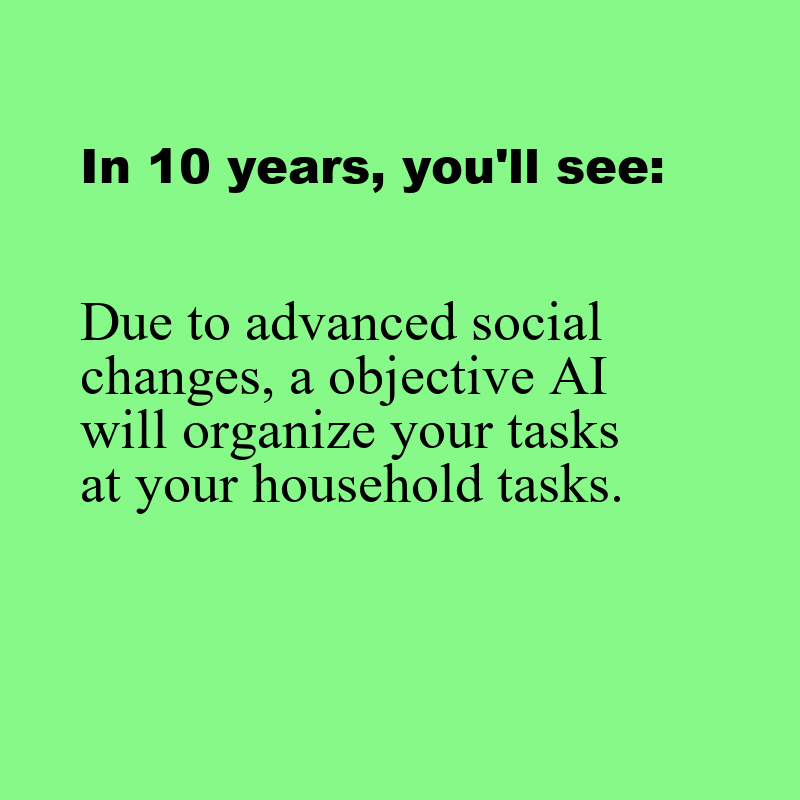 In 10 years, you'll see:
Due to advanced social
changes, a objective AI
will organize your tasks
at your household tasks.